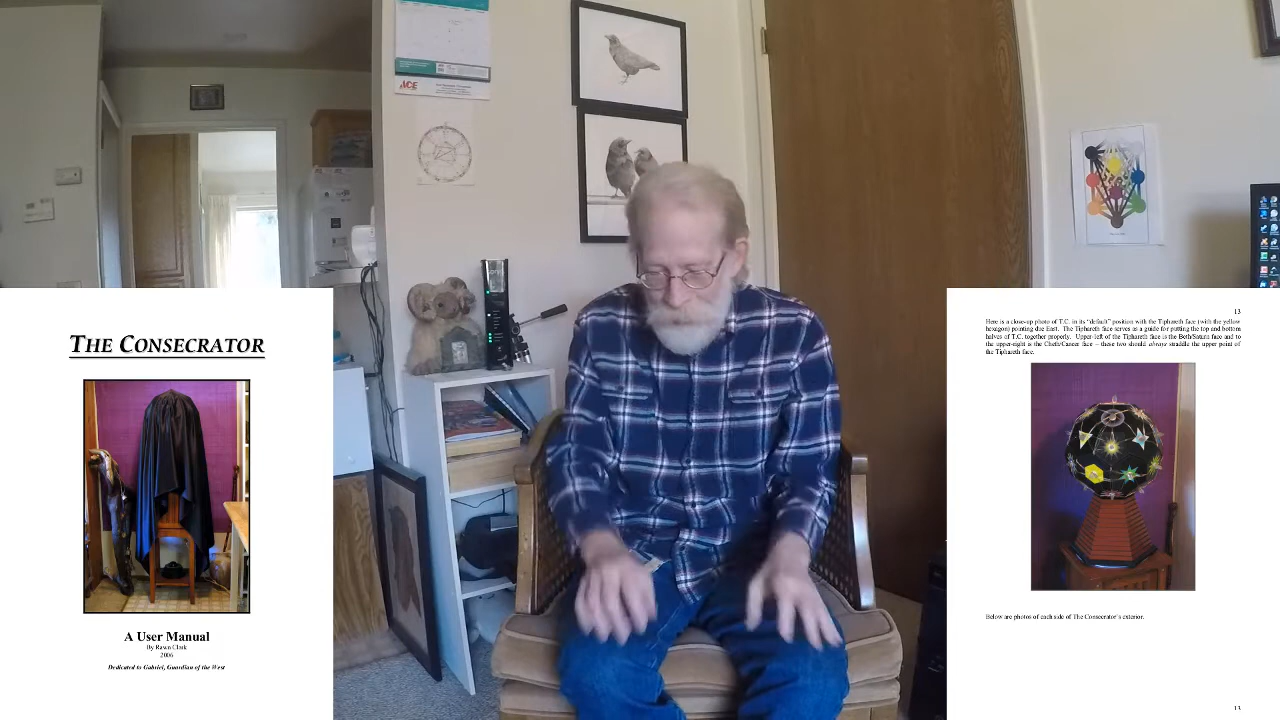 ACE
THE CONSECRATOR
A User Manual
By Rawn Clark
2006
Dedicated to Gabriel, Guardian of the West
13
Here is a close-up photo of T.C. in its "default" position with the Tiphareth face (with the yellow
hexagon) pointing due East. The Tiphareth face serves as a guide for putting the top and bottom
halves of T.C. together properly. Upper-left of the Tiphareth face is the Beth/Saturn face and to
the upper-right is the Cheth/Cancer face – these two should always straddle the upper point of
the Tiphareth face.
Below are photos of each side of The Consecrator's exterior.
13